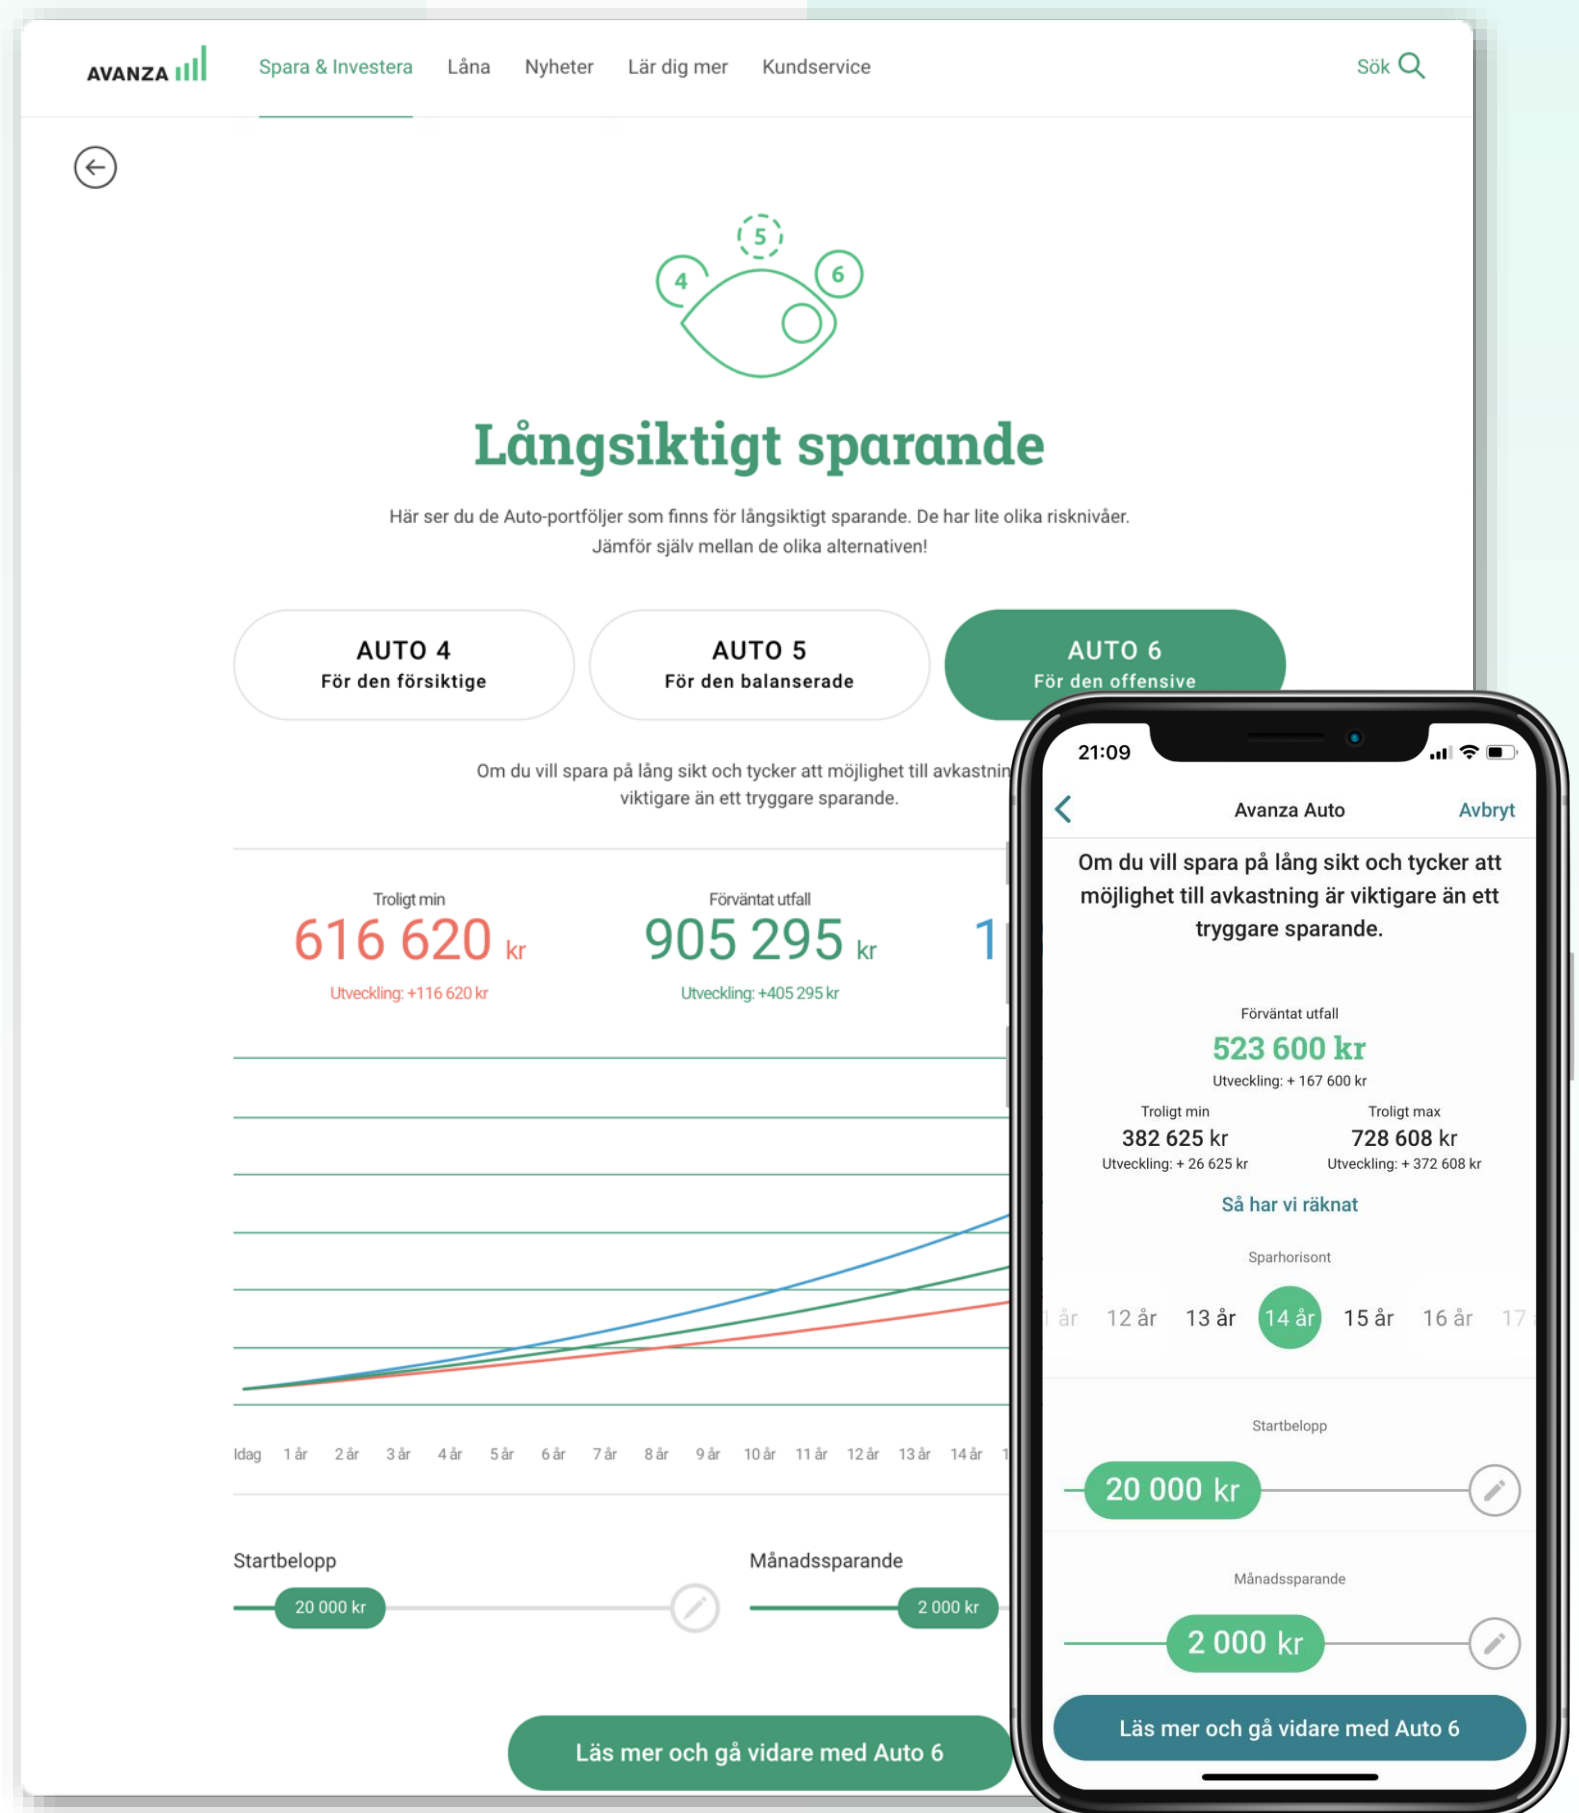 AVANZA
Spara & Investera
Låna
Nyheter
Lär dig mer
Kundservice
Sök
5
4
6
Långsiktigt sparande
Här ser du de Auto-portföljer som finns för långsiktigt sparande. De har lite olika risknivåer.
Jämför själv mellan de olika alternativen!
AUTO 4
För den försiktige
AUTO 5
För den balanserade
AUTO 6
För den offensive
Om du vill spara på lång sikt och tycker att möjlighet till
viktigare än ett tryggare sparande.
Troligt min
616 620 kr
Utveckling: +116 620 kr
Förväntat utfall
905 295 kr
Utveckling: +405 295 kr
1
Idag 1 år 2 år 3 år 4 år 5 år 6 år 7 år 8 år 9 år 10 år 11 år 12 år 13 år 14 år
Startbelopp
20 000 kr
Månadssparande
2 000 kr
Läs mer och gå vidare med Auto 6
21:09
Avanza Auto
Avbryt
Om du vill spara på lång sikt och tycker att
möjlighet till avkastning är viktigare än ett
tryggare sparande.
Förväntat utfall
523 600 kr
Utveckling: + 167 600 kr
Troligt min
382 625 kr
Utveckling: + 26 625 kr
Troligt max
728 608 kr
Utveckling: + 372 608 kr
Så har vi räknat
Sparhorisont
år 12 år 13 år 14 år 15 år 16 år 17
Startbelopp
20 000 kr
Månadssparande
2 000 kr
Läs mer och gå vidare med Auto 6